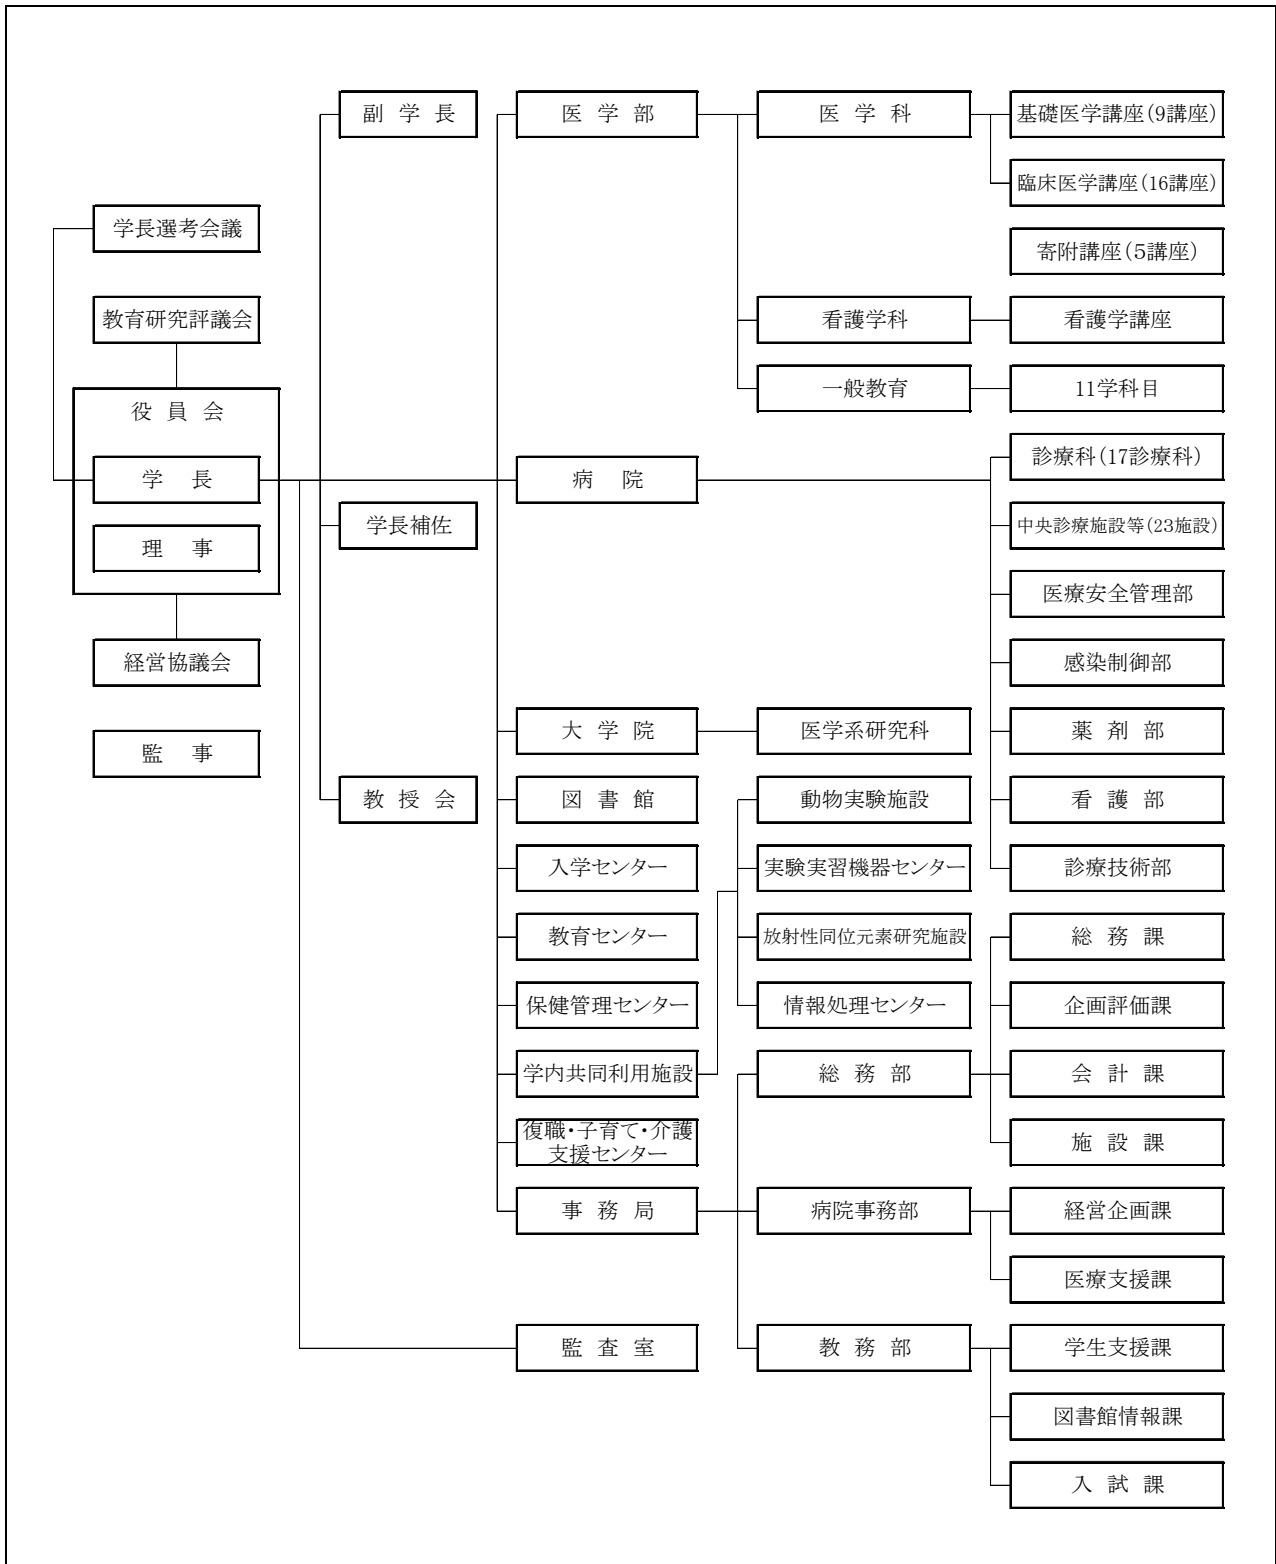 副 学 長
医 学 部
医 学 科
基礎医学講座(9講座)
臨床医学講座(16講座)
学長選考会議
寄附講座(5講座)
教育研究評議会
看護学科
看護学講座
一般教育
11学科目
役 員 会
学 長
理 事
病 院
診療科(17診療科)
学長補佐
中央診療施設等(23施設)
医療安全管理部
経営協議会
感染制御部
監 事
大 学 院
医学系研究科
薬 剤 部
教 授 会
図 書 館
動物実験施設
看 護 部
入学センター
実験実習機器センター
診療技術部
教育センター
放射性同位元素研究施設
総 務 課
保健管理センター
情報処理センター
企画評価課
学内共同利用施設
総 務 部
会 計 課
復職・子育て・介護
支援センター
施 設 課
事 務 局
病院事務部
経営企画課
医療支援課
監 査 室
教 務 部
学生支援課
図書館情報課
入 試 課